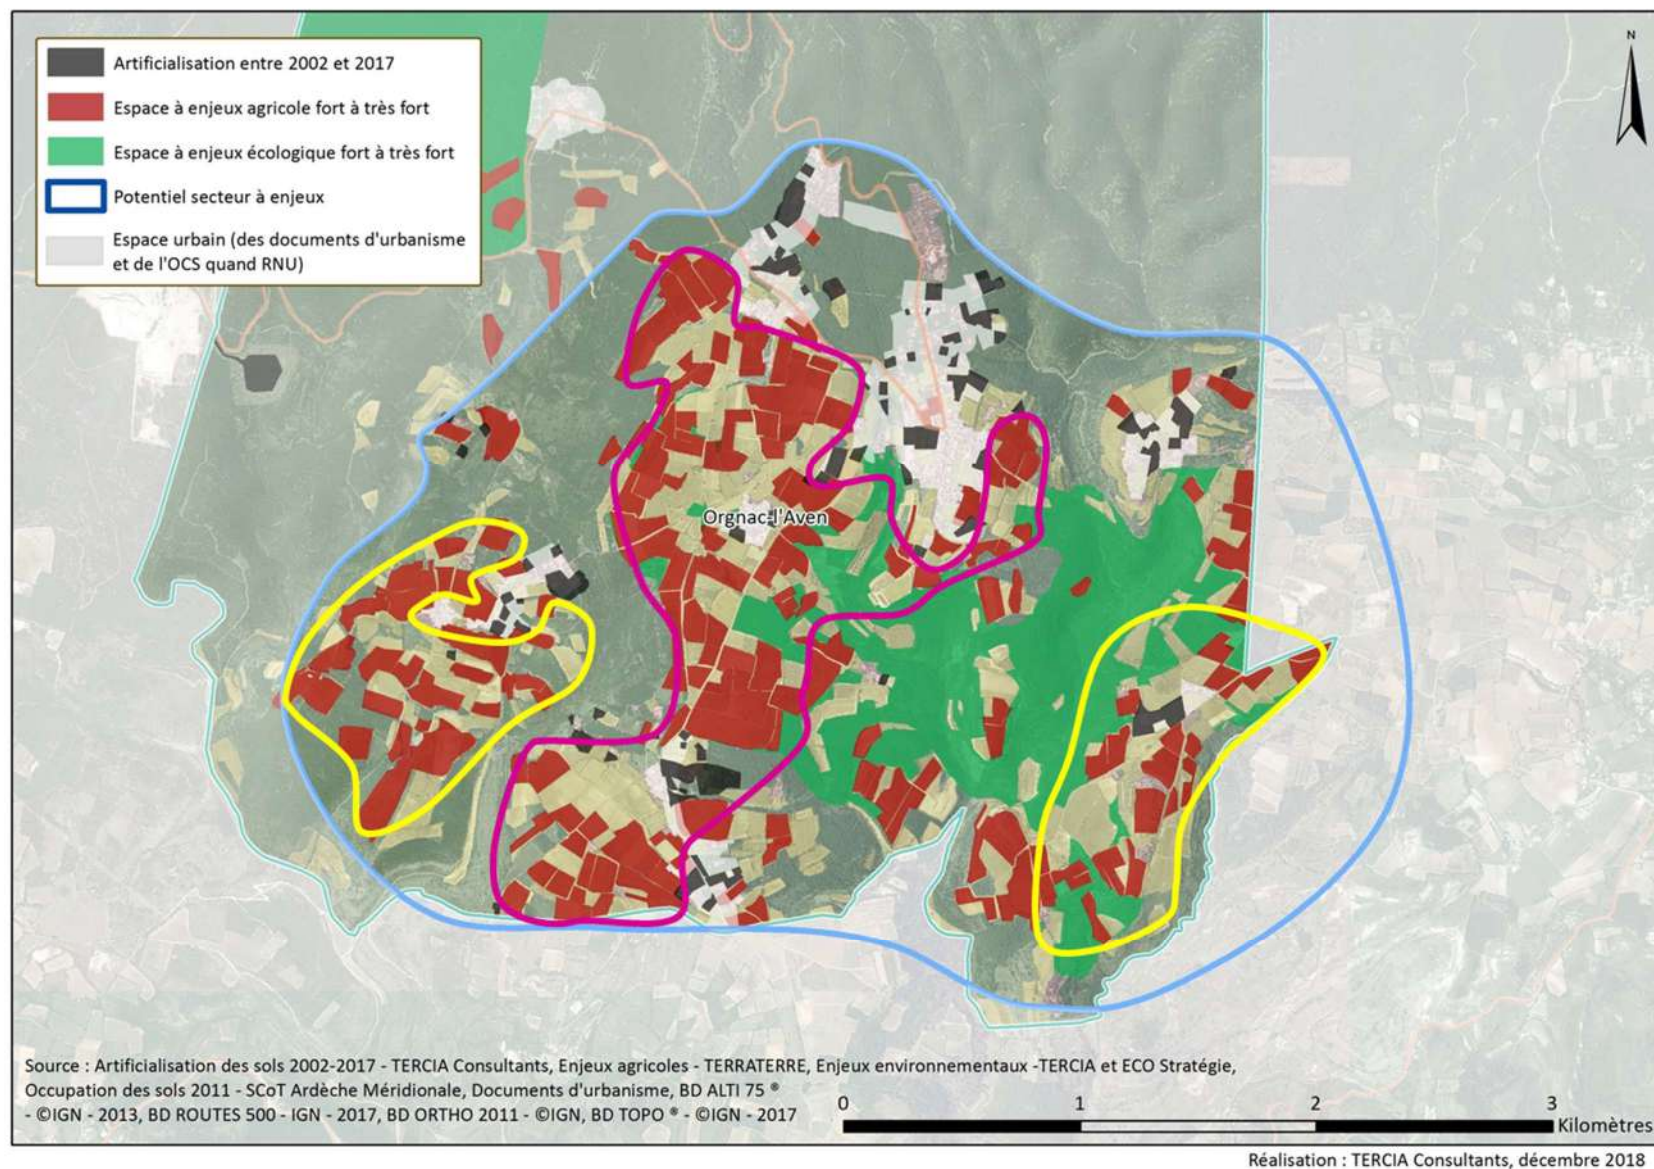 N
Artificialisation entre 2002 et 2017
Espace à enjeux agricole fort à très fort
Espace à enjeux écologique fort à très fort
Potentiel secteur à enjeux
Espace urbain (des documents d'urbanisme
et de l'OCS quand RNU)
Orgnac-l'Aven
Source : Artificialisation des sols 2002-2017 - TERCIA Consultants, Enjeux agricoles - TERRATERRE, Enjeux environnementaux -TERCIA et ECO Stratégie,
Occupation des sols 2011 - SCoT Ardèche Méridionale, Documents d'urbanisme, BD ALTI 75 ®
- ©IGN - 2013, BD ROUTES 500 - IGN - 2017, BD ORTHO 2011 - ©IGN, BD TOPO ® - ©IGN - 2017
0 1 2 3
Kilomètres
Réalisation : TERCIA Consultants, décembre 2018